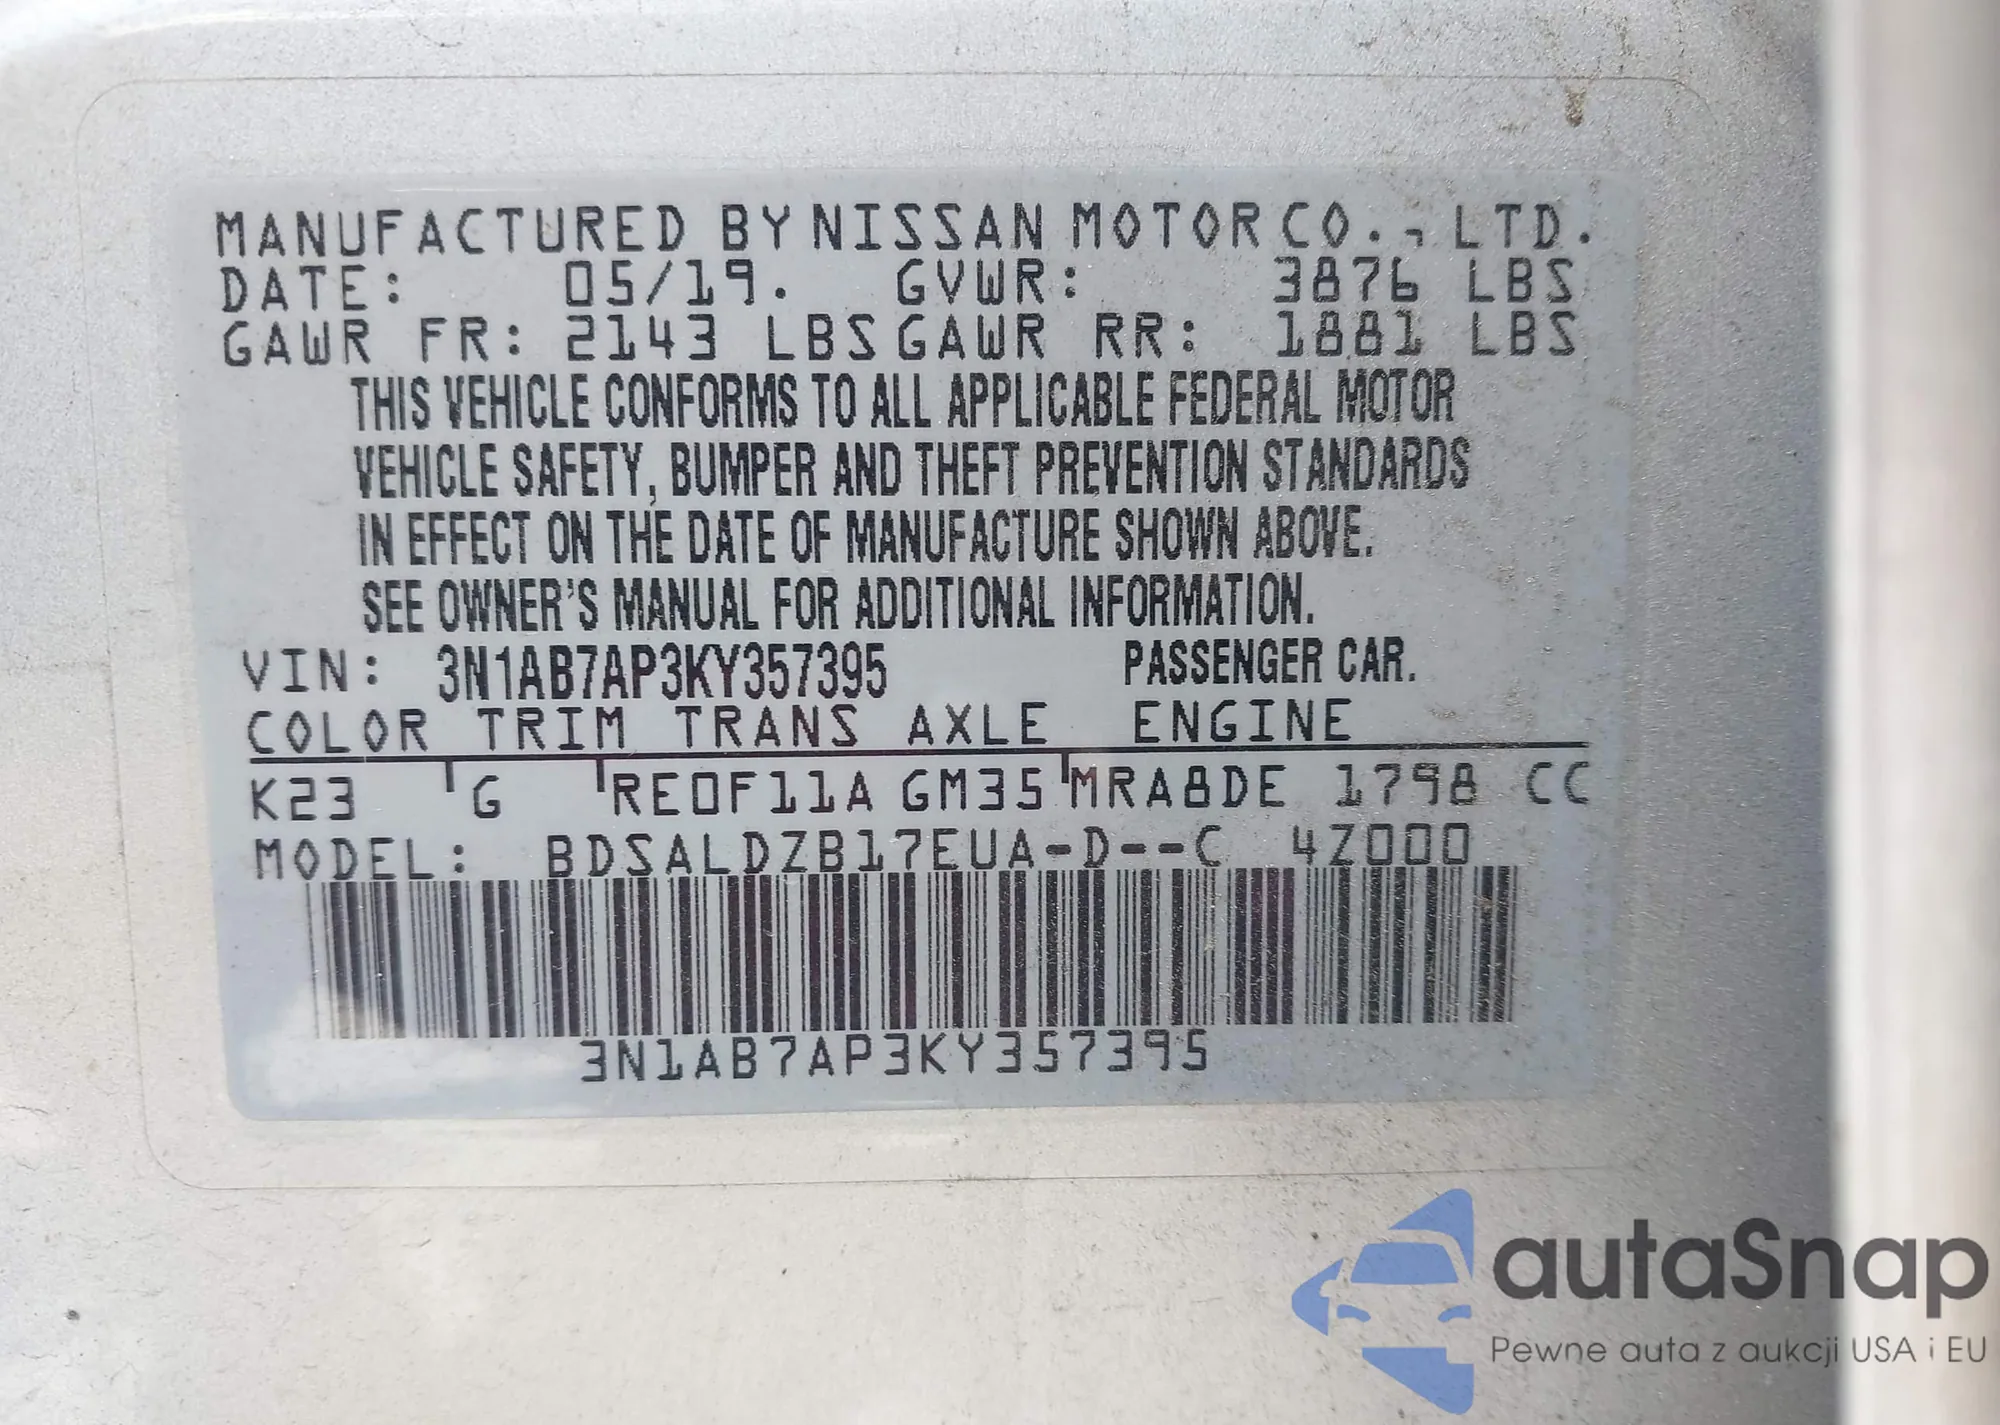 MANUFACTURED BY NISSAN MOTOR CO., LTD.
DATE: 05/19. GVWR: 3876 LBS
GAWR FR: 2143 LBS GAWR RR: 1881 LBS
THIS VEHICLE CONFORMS TO ALL APPLICABLE FEDERAL MOTOR
VEHICLE SAFETY, BUMPER AND THEFT PREVENTION STANDARDS
IN EFFECT ON THE DATE OF MANUFACTURE SHOWN ABOVE.
SEE OWNER'S MANUAL FOR ADDITIONAL INFORMATION.
VIN: 3N1AB7AP3KY357395 PASSENGER CAR.
COLOR TRIM TRANS AXLE ENGINE
K23 G RE0F11A GM35 MRA8DE 1798 CC
MODEL: BDSALDZB17EUA-D--C 4Z000
3N1AB7AP3KY357395
autaSnap
Pewne auta z aukcji USA i EU